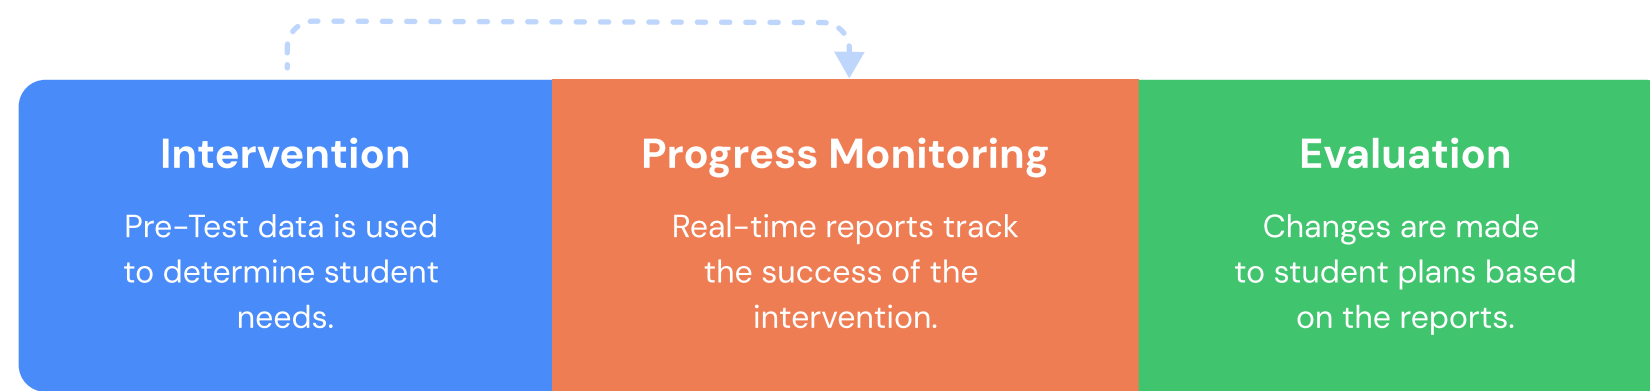 Intervention
Pre-Test data is used
to determine student
needs.
Progress Monitoring
Real-time reports track
the success of the
intervention.
Evaluation
Changes are made
to student plans based
on the reports.